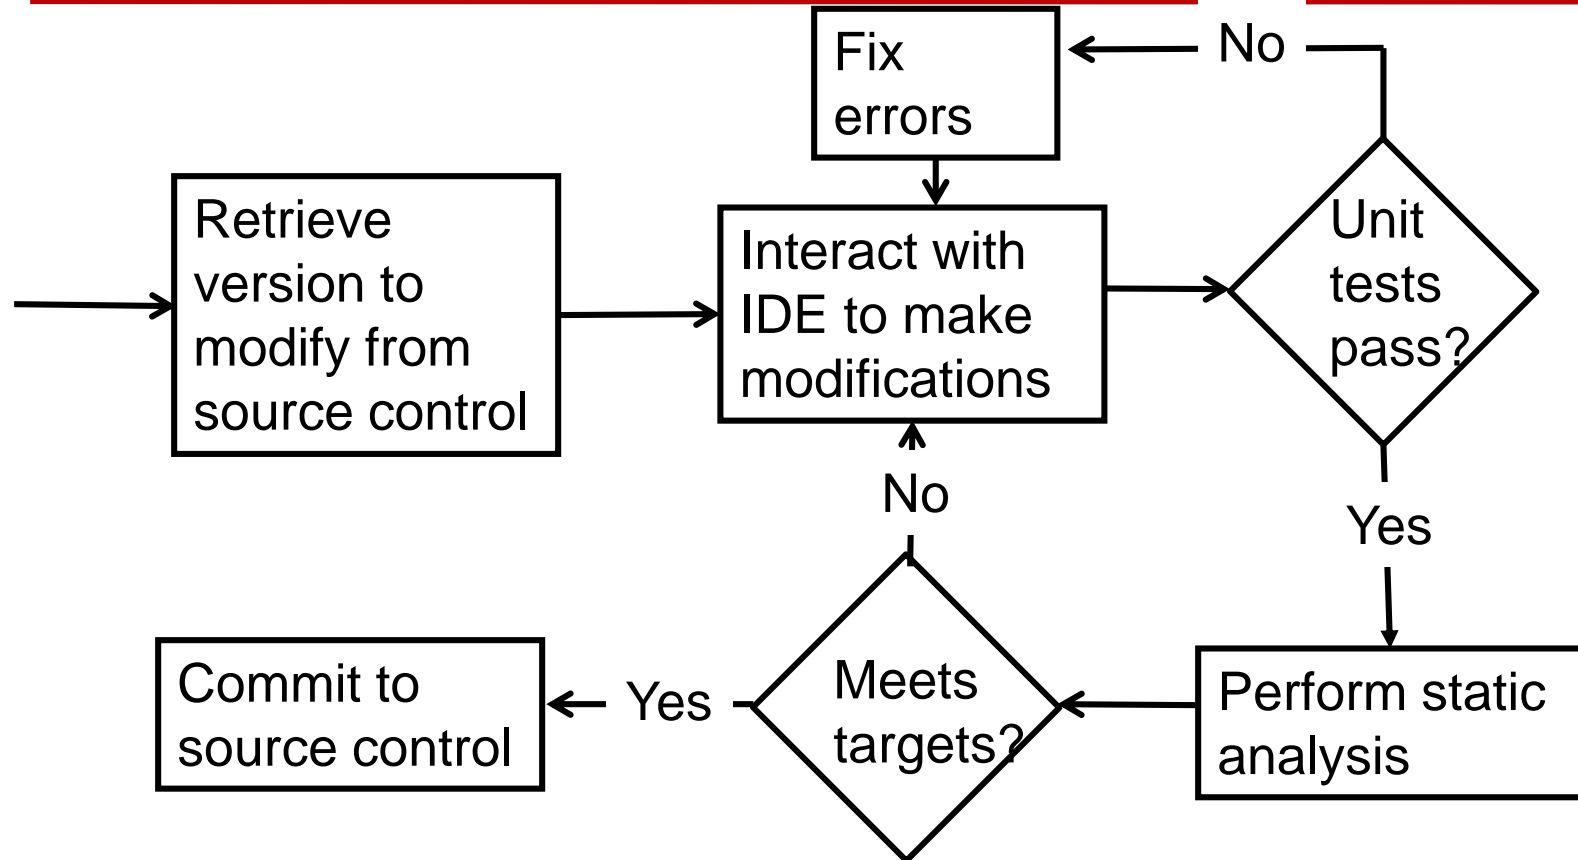 Fix
errors
No
Retrieve
version to
modify from
source control
Interact with
IDE to make
modifications
Unit
tests
pass?
No
Yes
Commit to
source control
Yes
Meets
targets?
Perform static
analysis